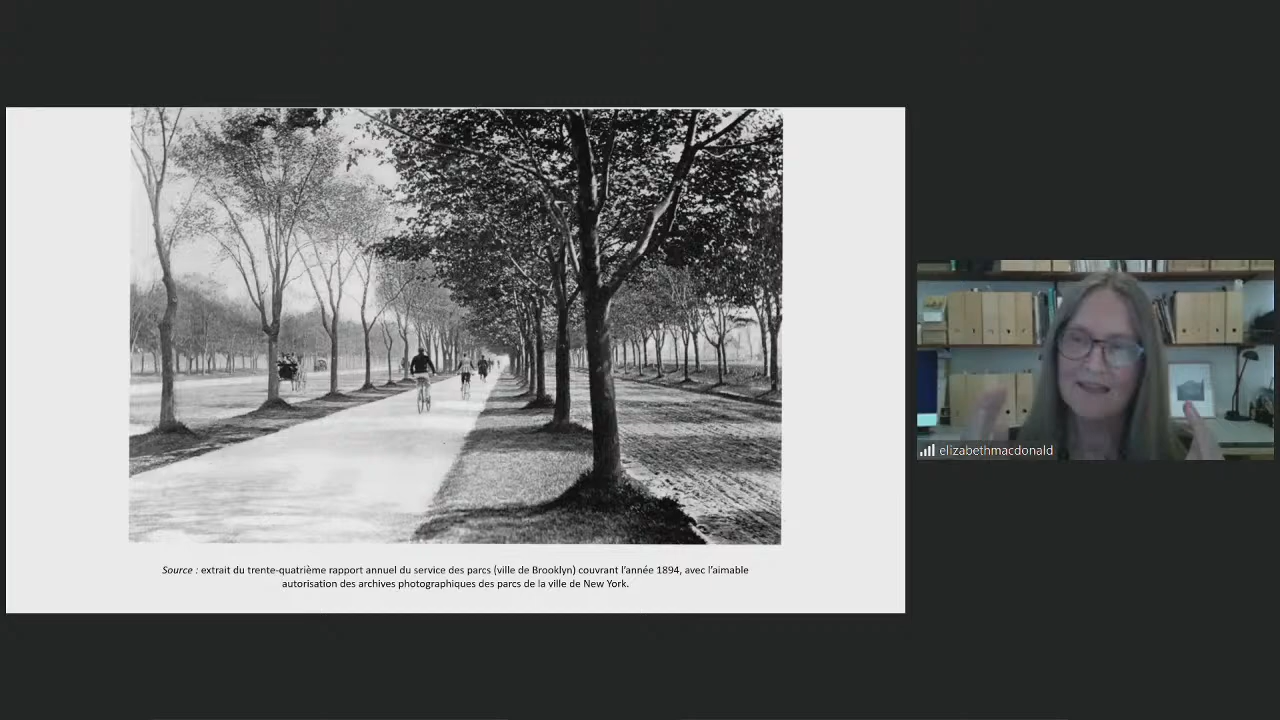 Source : extrait du trente-quatrième rapport annuel du service des parcs (ville de Brooklyn) couvrant l'année 1894, avec l'aimable
autorisation des archives photographiques des parcs de la ville de New York.
elizabethmacdonald